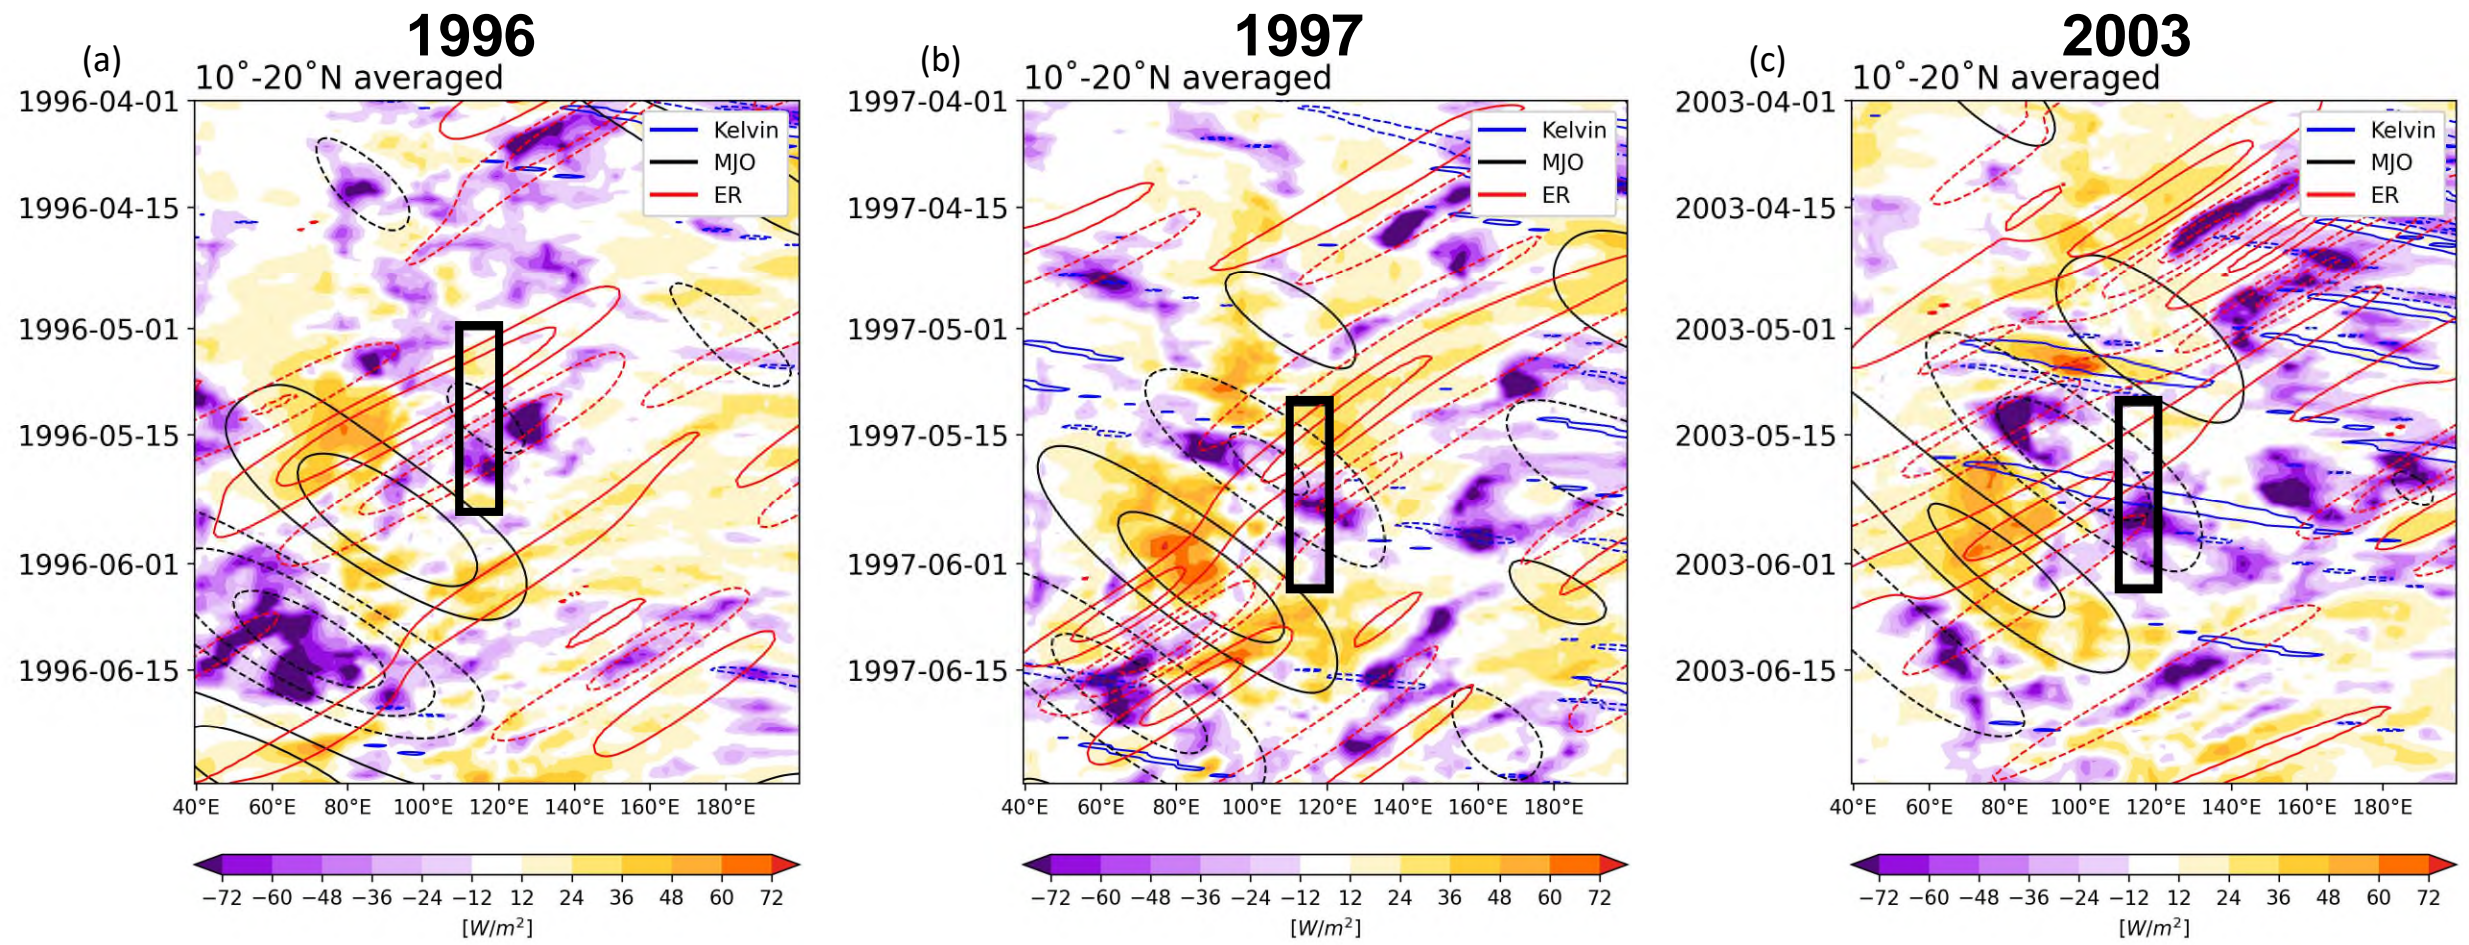 1996
(a)
10˚-20˚N averaged
Kelvin
MJO
ER
1996-04-01
1996-04-15
1996-05-01
1996-05-15
1996-06-01
1996-06-15
40°E 60°E 80°E 100°E 120°E 140°E 160°E 180°E
−72 −60 −48 −36 −24 −12 12 24 36 48 60 72
[W/m²]
1997
(b)
10˚-20˚N averaged
Kelvin
MJO
ER
1997-04-01
1997-04-15
1997-05-01
1997-05-15
1997-06-01
1997-06-15
40°E 60°E 80°E 100°E 120°E 140°E 160°E 180°E
−72 −60 −48 −36 −24 −12 12 24 36 48 60 72
[W/m²]
2003
(c)
10˚-20˚N averaged
Kelvin
MJO
ER
2003-04-01
2003-04-15
2003-05-01
2003-05-15
2003-06-01
2003-06-15
40°E 60°E 80°E 100°E 120°E 140°E 160°E 180°E
−72 −60 −48 −36 −24 −12 12 24 36 48 60 72
[W/m²]